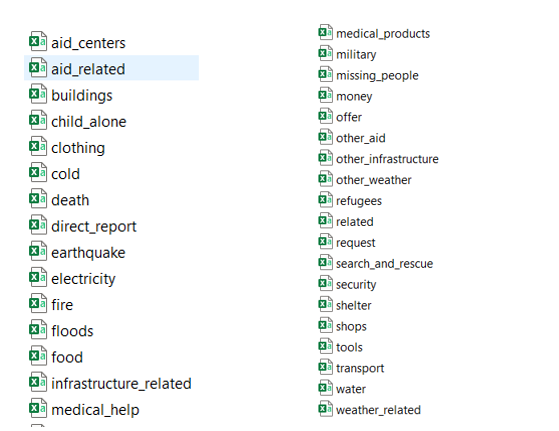 aid_centers
aid_related
buildings
child_alone
clothing
cold
death
direct_report
earthquake
electricity
fire
floods
food
infrastructure_related
medical_help
medical_products
military
missing_people
money
offer
other_aid
other_infrastructure
other_weather
refugees
related
request
search_and_rescue
security
shelter
shops
tools
transport
water
weather_related